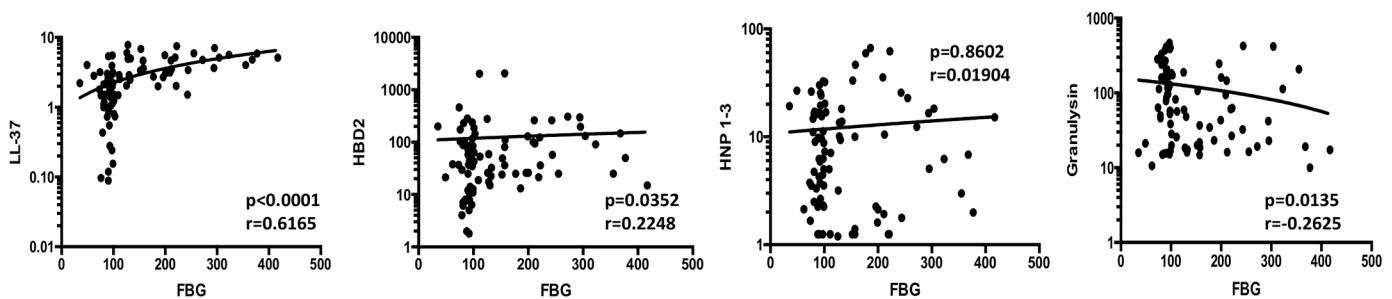 LL-37
10
1
0.10
0.01
0
100
200
300
400
500
FBG
p<0.0001
r=0.6165
HBD2
10000
1000
100
10
1
0
100
200
300
400
500
FBG
p=0.0352
r=0.2248
HNP 1-3
100
10
1
0
100
200
300
400
500
FBG
p=0.8602
r=0.01904
Granulysin
1000
100
10
1
0
100
200
300
400
500
FBG
p=0.0135
r=-0.2625